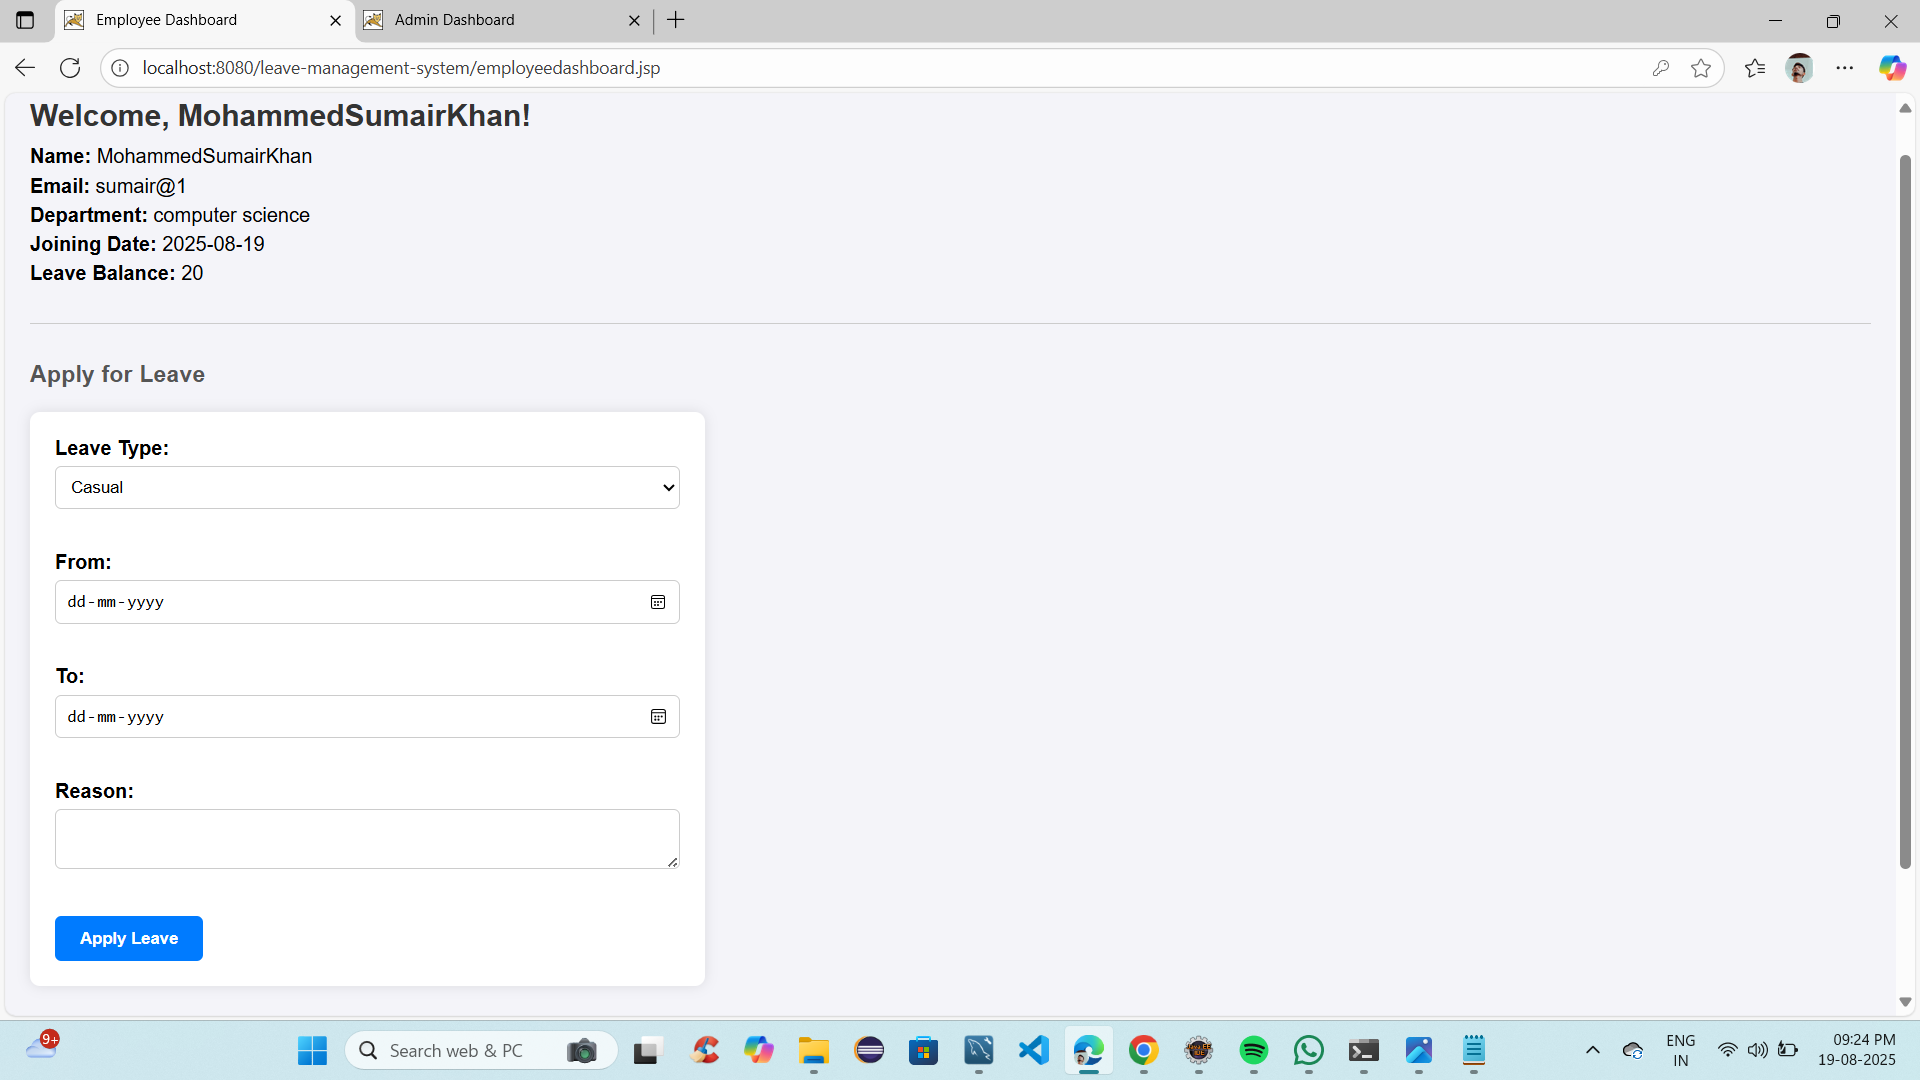 Employee Dashboard
Admin Dashboard
localhost:8080/leave-management-system/employeedashboard.jsp
Welcome, MohammedSumairKhan!
Name: MohammedSumairKhan
Email: sumair@1
Department: computer science
Joining Date: 2025-08-19
Leave Balance: 20
Apply for Leave
Leave Type:
Casual
From:
dd-mm-yyyy
To:
dd-mm-yyyy
Reason:
Apply Leave
9+
Search web & PC
ENG
IN
09:24 PM
19-08-2025